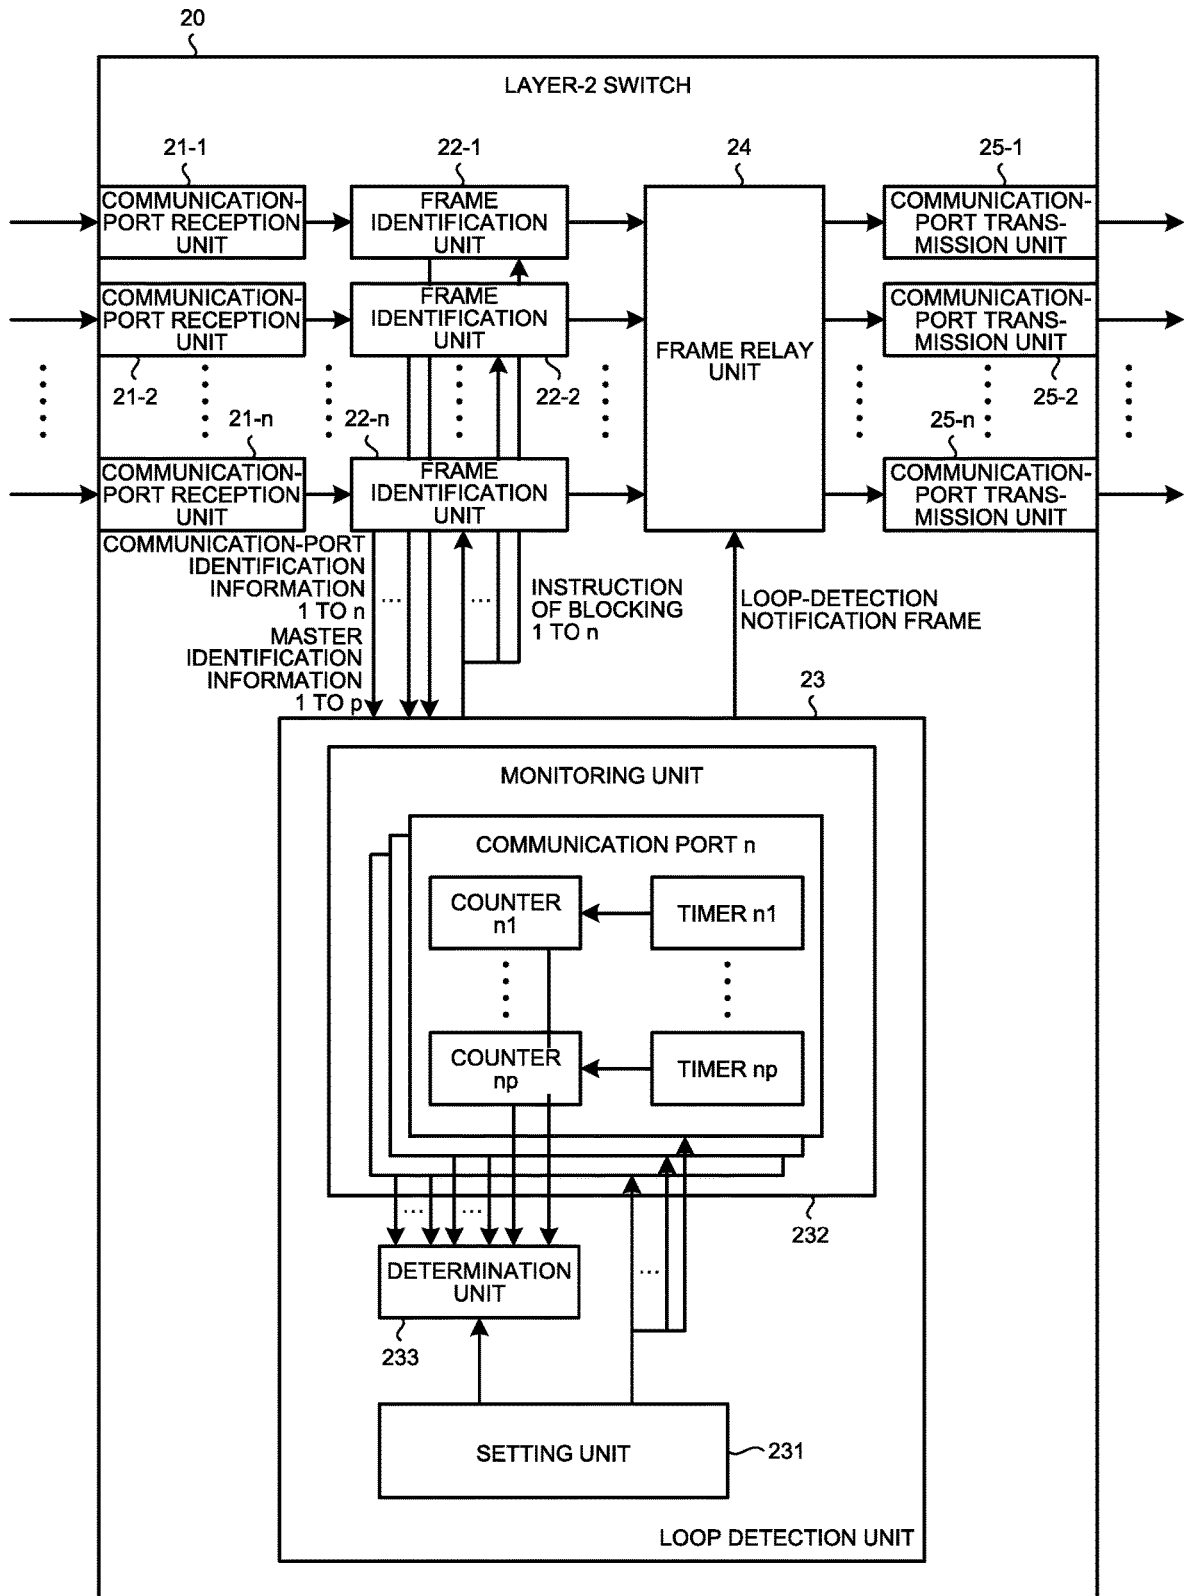 20
LAYER-2 SWITCH
21-1
22-1
24
25-1
COMMUNICATION-
PORT RECEPTION
UNIT
FRAME
IDENTIFICATION
UNIT
COMMUNICATION-
PORT TRANS-
MISSION UNIT
COMMUNICATION-
PORT RECEPTION
UNIT
FRAME
IDENTIFICATION
UNIT
FRAME RELAY
UNIT
COMMUNICATION-
PORT TRANS-
MISSION UNIT
21-2
22-2
25-2
21-n
22-n
25-n
COMMUNICATION-
PORT RECEPTION
UNIT
FRAME
IDENTIFICATION
UNIT
COMMUNICATION-
PORT TRANS-
MISSION UNIT
COMMUNICATION-PORT
IDENTIFICATION
INFORMATION
1 TO n
MASTER
IDENTIFICATION
INFORMATION
1 TO p
...
...
INSTRUCTION
OF BLOCKING
1 TO n
LOOP-DETECTION
NOTIFICATION FRAME
23
MONITORING UNIT
COMMUNICATION PORT n
COUNTER
n1
TIMER n1
COUNTER
np
TIMER np
...
...
232
...
DETERMINATION
UNIT
233
SETTING UNIT
231
LOOP DETECTION UNIT